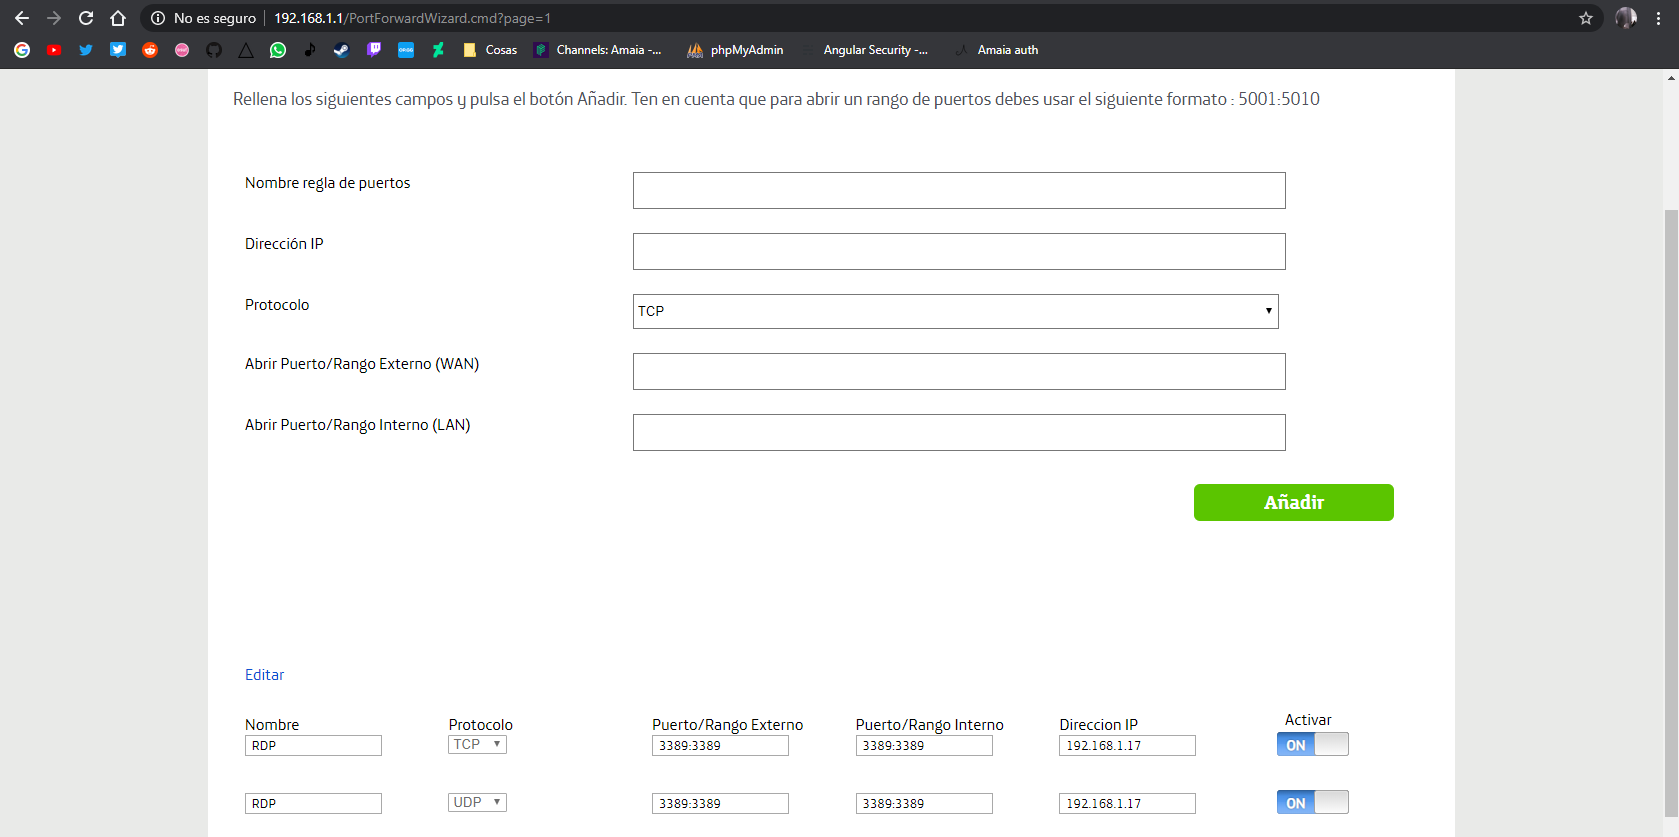 No es seguro 192.168.1.1/PortForwardWizard.cmd?page=1
Cosas Channels: Amaia -... phpMyAdmin Angular Security -... Amaia auth
Rellena los siguientes campos y pulsa el botón Añadir. Ten en cuenta que para abrir un rango de puertos debes usar el siguiente formato : 5001:5010
Nombre regla de puertos
Dirección IP
Protocolo TCP
Abrir Puerto/Rango Externo (WAN)
Abrir Puerto/Rango Interno (LAN)
Añadir
Editar
Nombre Protocolo Puerto/Rango Externo Puerto/Rango Interno Direccion IP Activar
RDP TCP 3389:3389 3389:3389 192.168.1.17 ON
RDP UDP 3389:3389 3389:3389 192.168.1.17 ON